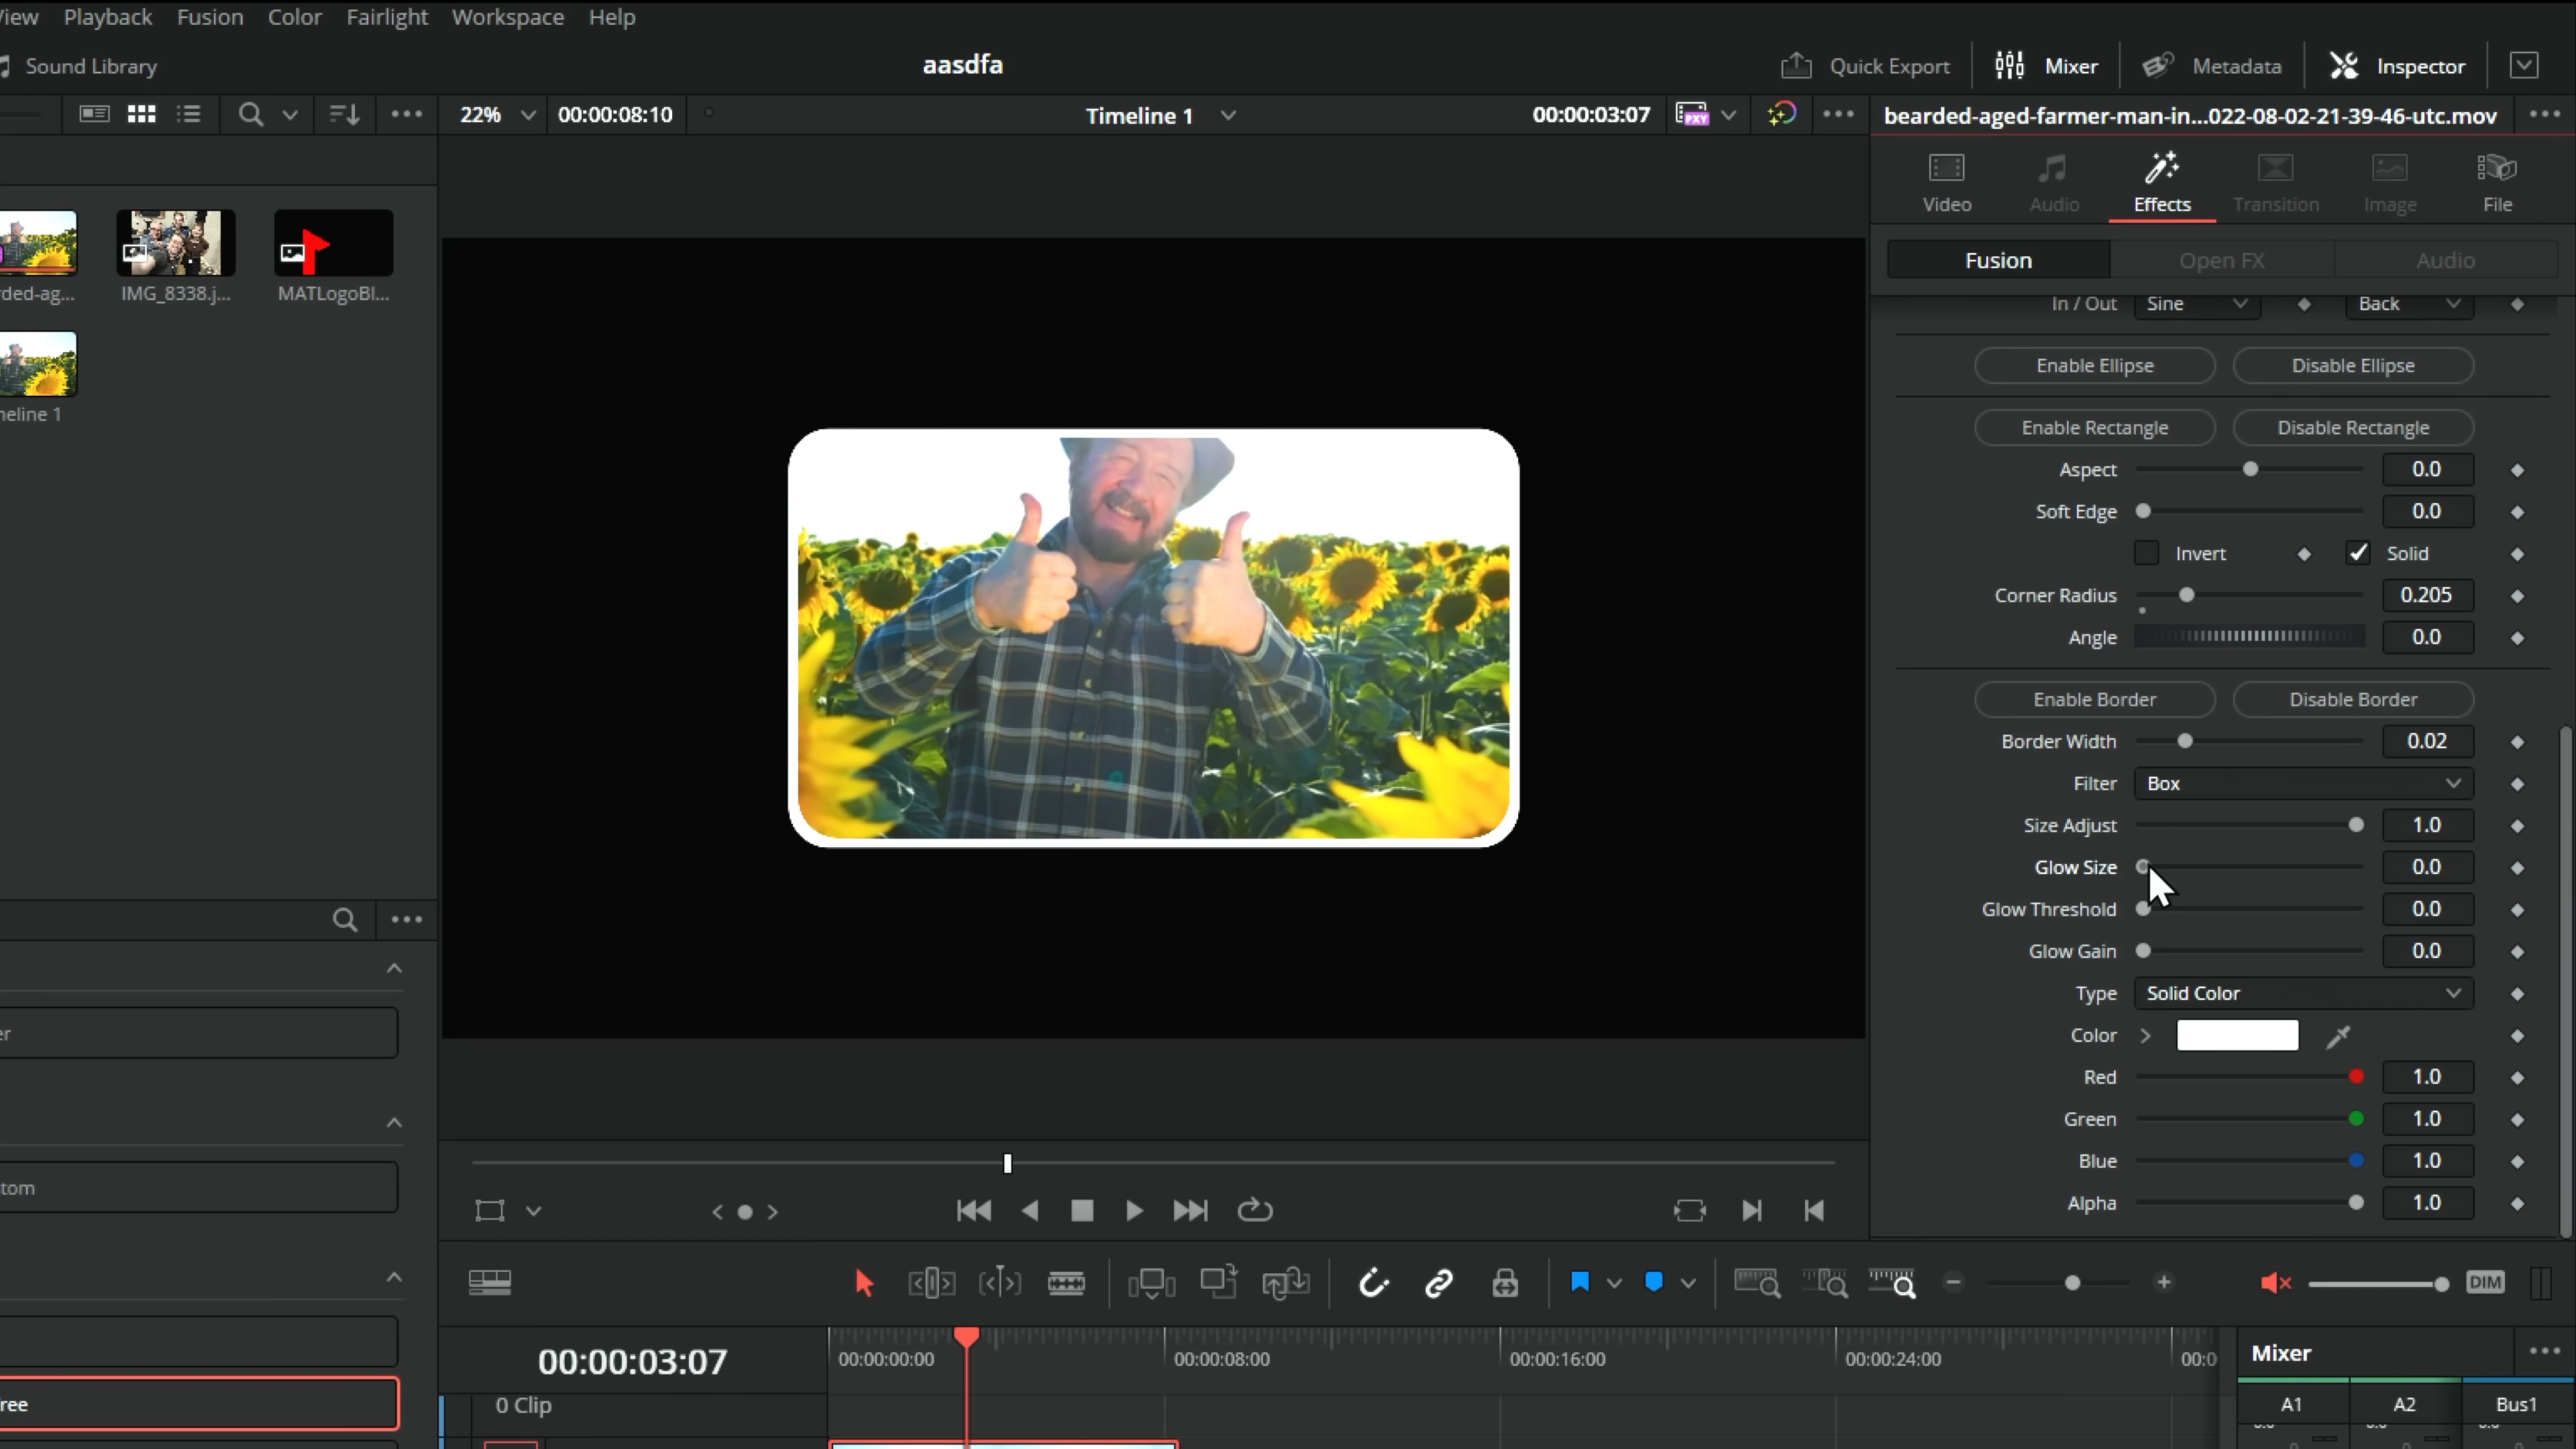 View Playback Fusion Color Fairlight Workspace Help
Sound Library aasdfa Quick Export Mixer Metadata Inspector
22% 00:00:08:10 Timeline 1 00:00:03:07 PXY bearded-aged-farmer-man-in...022-08-02-21-39-46-utc.mov
Video Audio Effects Transition Image File
Fusion Open FX Audio
ded-ag... IMG_8338.j... MATLogoBl...
neline 1
In / Out Sine Back
Enable Ellipse Disable Ellipse
Enable Rectangle Disable Rectangle
Aspect 0.0
Soft Edge 0.0
Invert Solid
Corner Radius 0.205
Angle 0.0
Enable Border Disable Border
Border Width 0.02
Filter Box
Size Adjust 1.0
Glow Size 0.0
Glow Threshold 0.0
Glow Gain 0.0
Type Solid Color
Color
Red 1.0
Green 1.0
Blue 1.0
Alpha 1.0
er
tom
ree
DIM
00:00:03:07 00:00:00:00 00:00:08:00 00:00:16:00 00:00:24:00 00:0
0 Clip
Mixer
A1 A2 Bus1